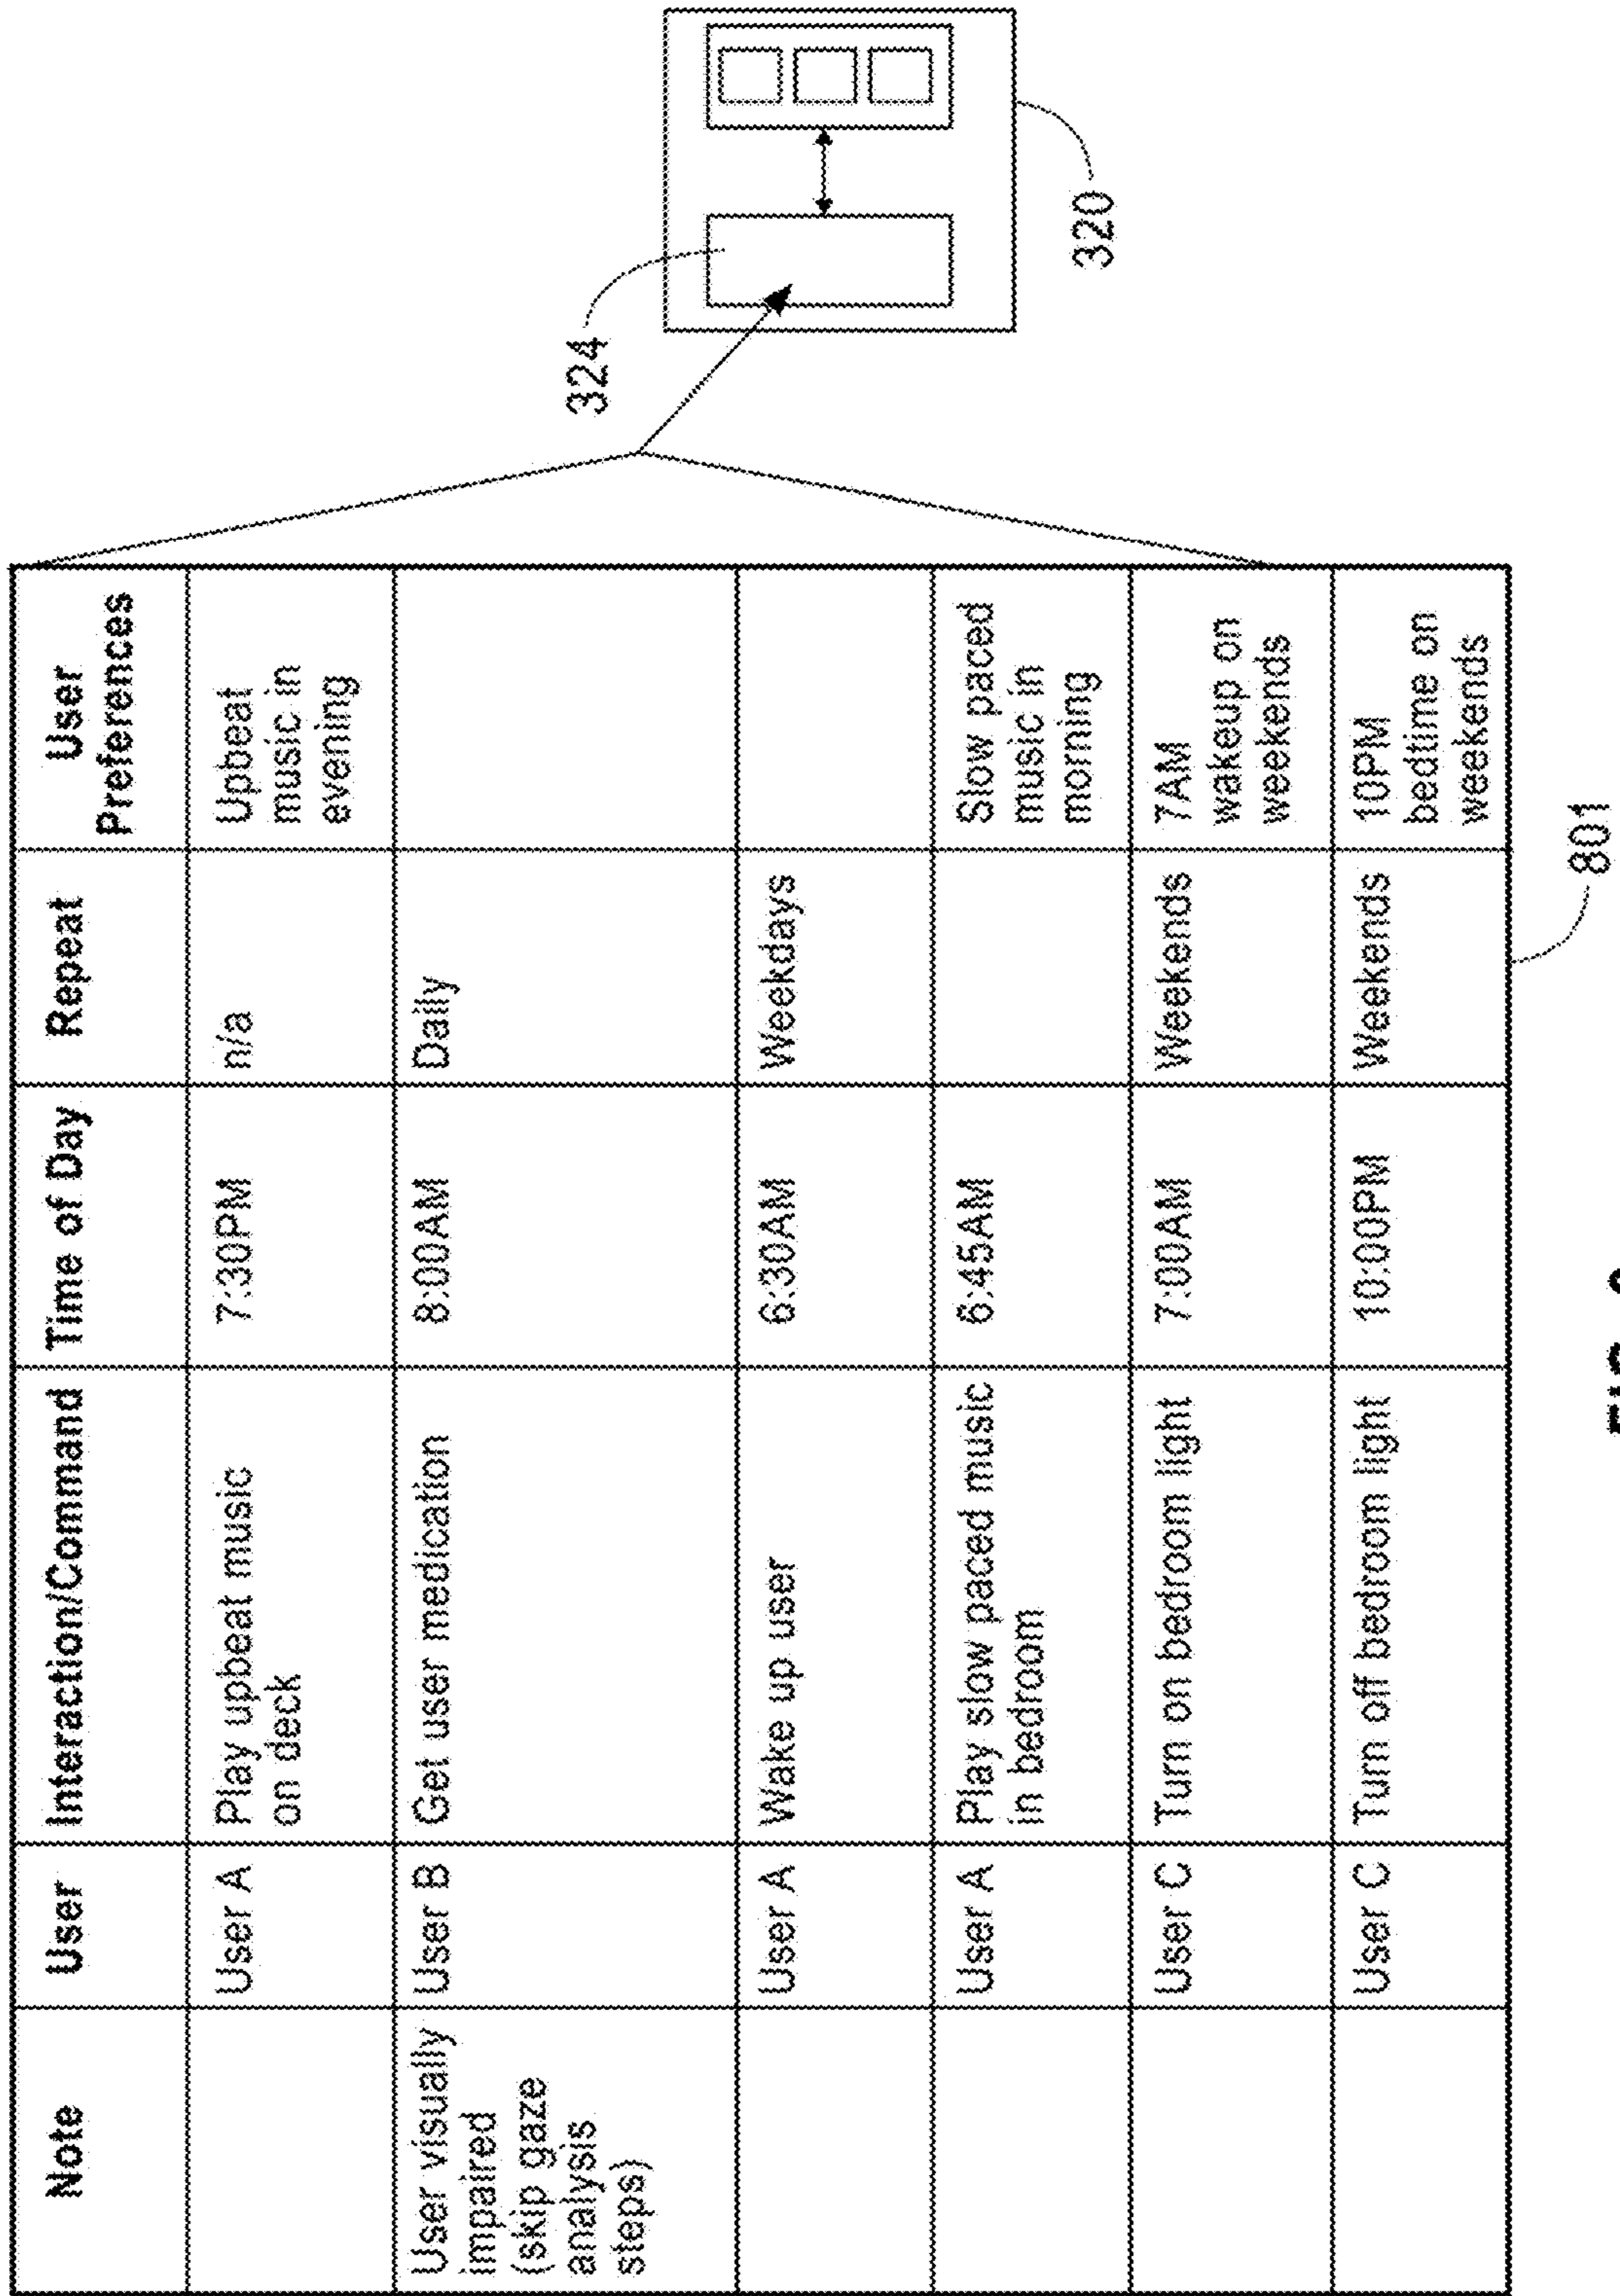 Note
User
Interaction/Command
Time of Day
Repeat
User
Preferences
User A
Play upbeat music
on deck
7:30PM
n/a
Upbeat
music in
evening
User visually
impaired
(skip gaze
analysis
steps)
User B
Get user medication
8:00AM
Daily
User A
Wake up user
6:30AM
Weekdays
User A
Play slow paced music
in bedroom
6:45AM
Slow paced
music in
morning
User C
Turn on bedroom light
7:00AM
Weekends
7AM
wakeup on
weekends
User C
Turn off bedroom light
10:00PM
Weekends
10PM
bedtime on
weekends
801
324
320